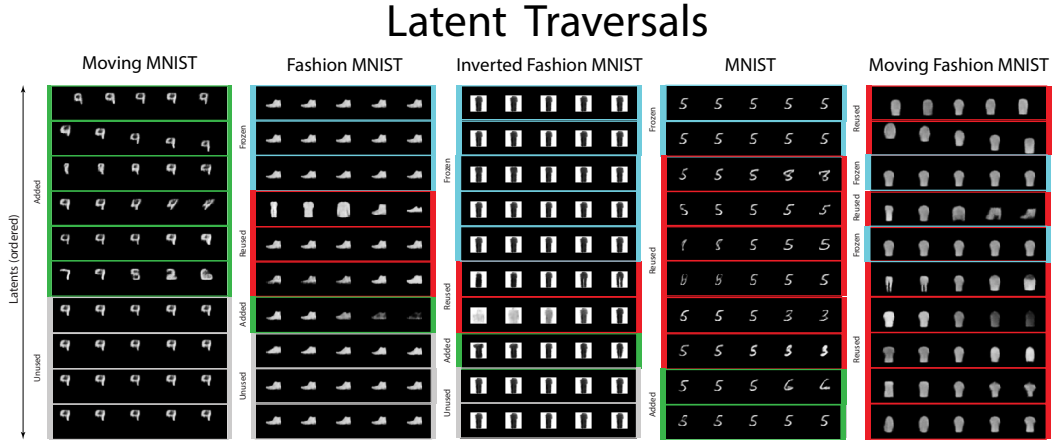 Latent Traversals
Moving MNIST
Fashion MNIST
Inverted Fashion MNIST
MNIST
Moving Fashion MNIST
Latents (ordered)
Added
Unused
Frozen
Reused
Added
Unused
Frozen
Reused
Added
Unused
Frozen
Reused
Added
Reused
Frozen
Reused
Frozen
Reused